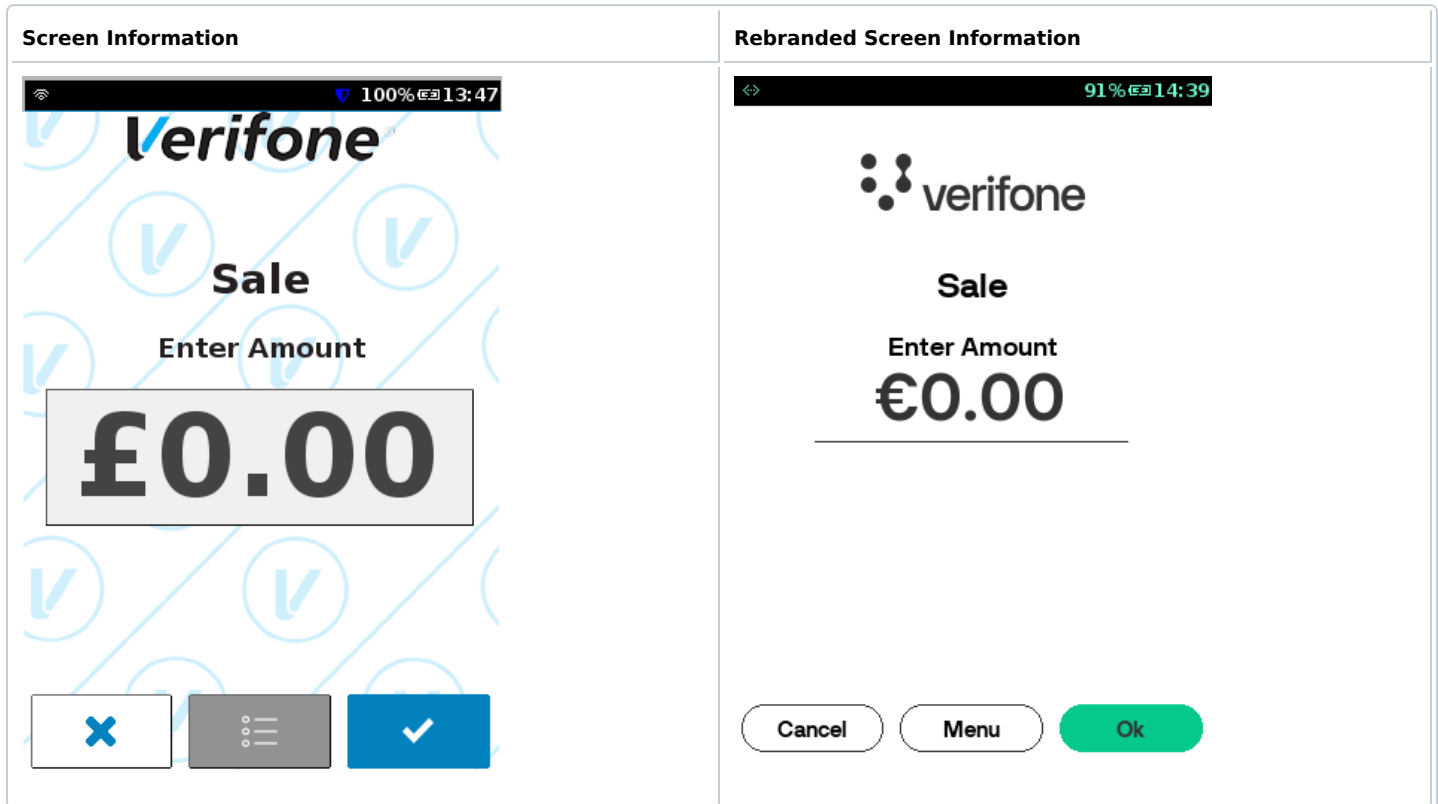 Screen Information
Rebranded Screen Information
100% 13:47
Verifone
Sale
Enter Amount
£0.00
91% 14:39
verifone
Sale
Enter Amount
€0.00
Cancel Menu Ok